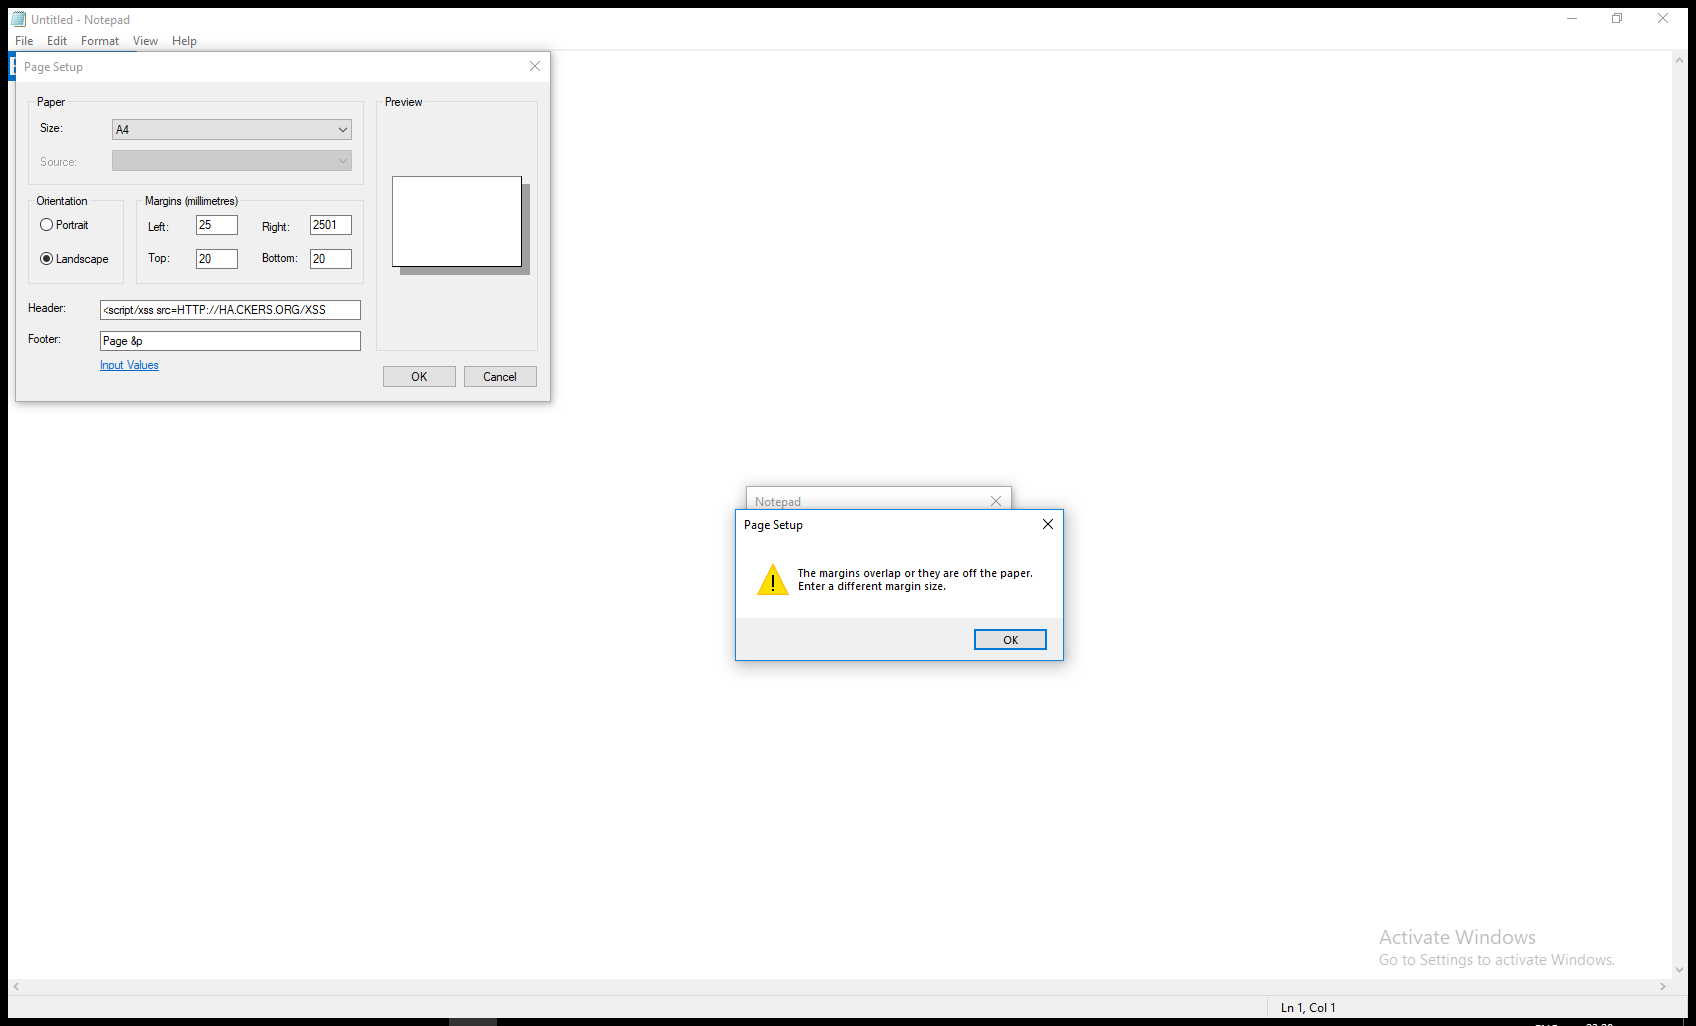 Untitled - Notepad
File Edit Format View Help
Page Setup
Paper
Size: A4
Source:
Orientation
Portrait
Landscape
Margins (millimetres)
Left: 25 Right: 2501
Top: 20 Bottom: 20
Header: <script/xss src=HTTP://HA.CKERS.ORG/XSS
Footer: Page &p
Input Values
Preview
OK Cancel
Notepad
Page Setup
The margins overlap or they are off the paper.
Enter a different margin size.
OK
Activate Windows
Go to Settings to activate Windows.
Ln 1, Col 1